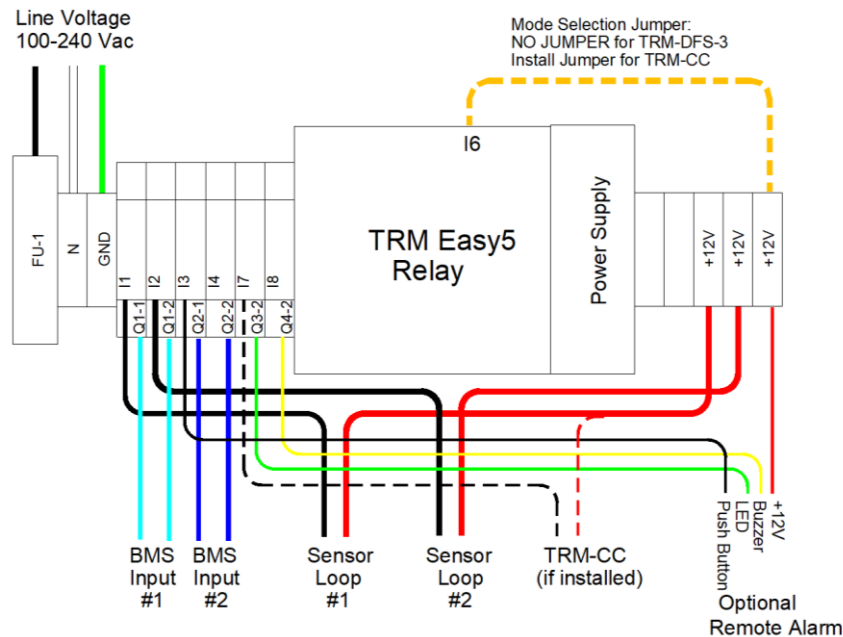 Line Voltage
100-240 Vac
Mode Selection Jumper:
NO JUMPER for TRM-DFS-3
Install Jumper for TRM-CC
I6
FU-1
N
GND
I1
I2
I3
I4
I7
I8
Q1-1
Q1-2
Q2-1
Q2-2
Q3-2
Q4-2
TRM Easy5
Relay
Power Supply
+12V
+12V
+12V
BMS
Input
#1
BMS
Input
#2
Sensor
Loop
#1
Sensor
Loop
#2
TRM-CC
(if installed)
Push Button
LED
Buzzer
+12V
Optional
Remote Alarm